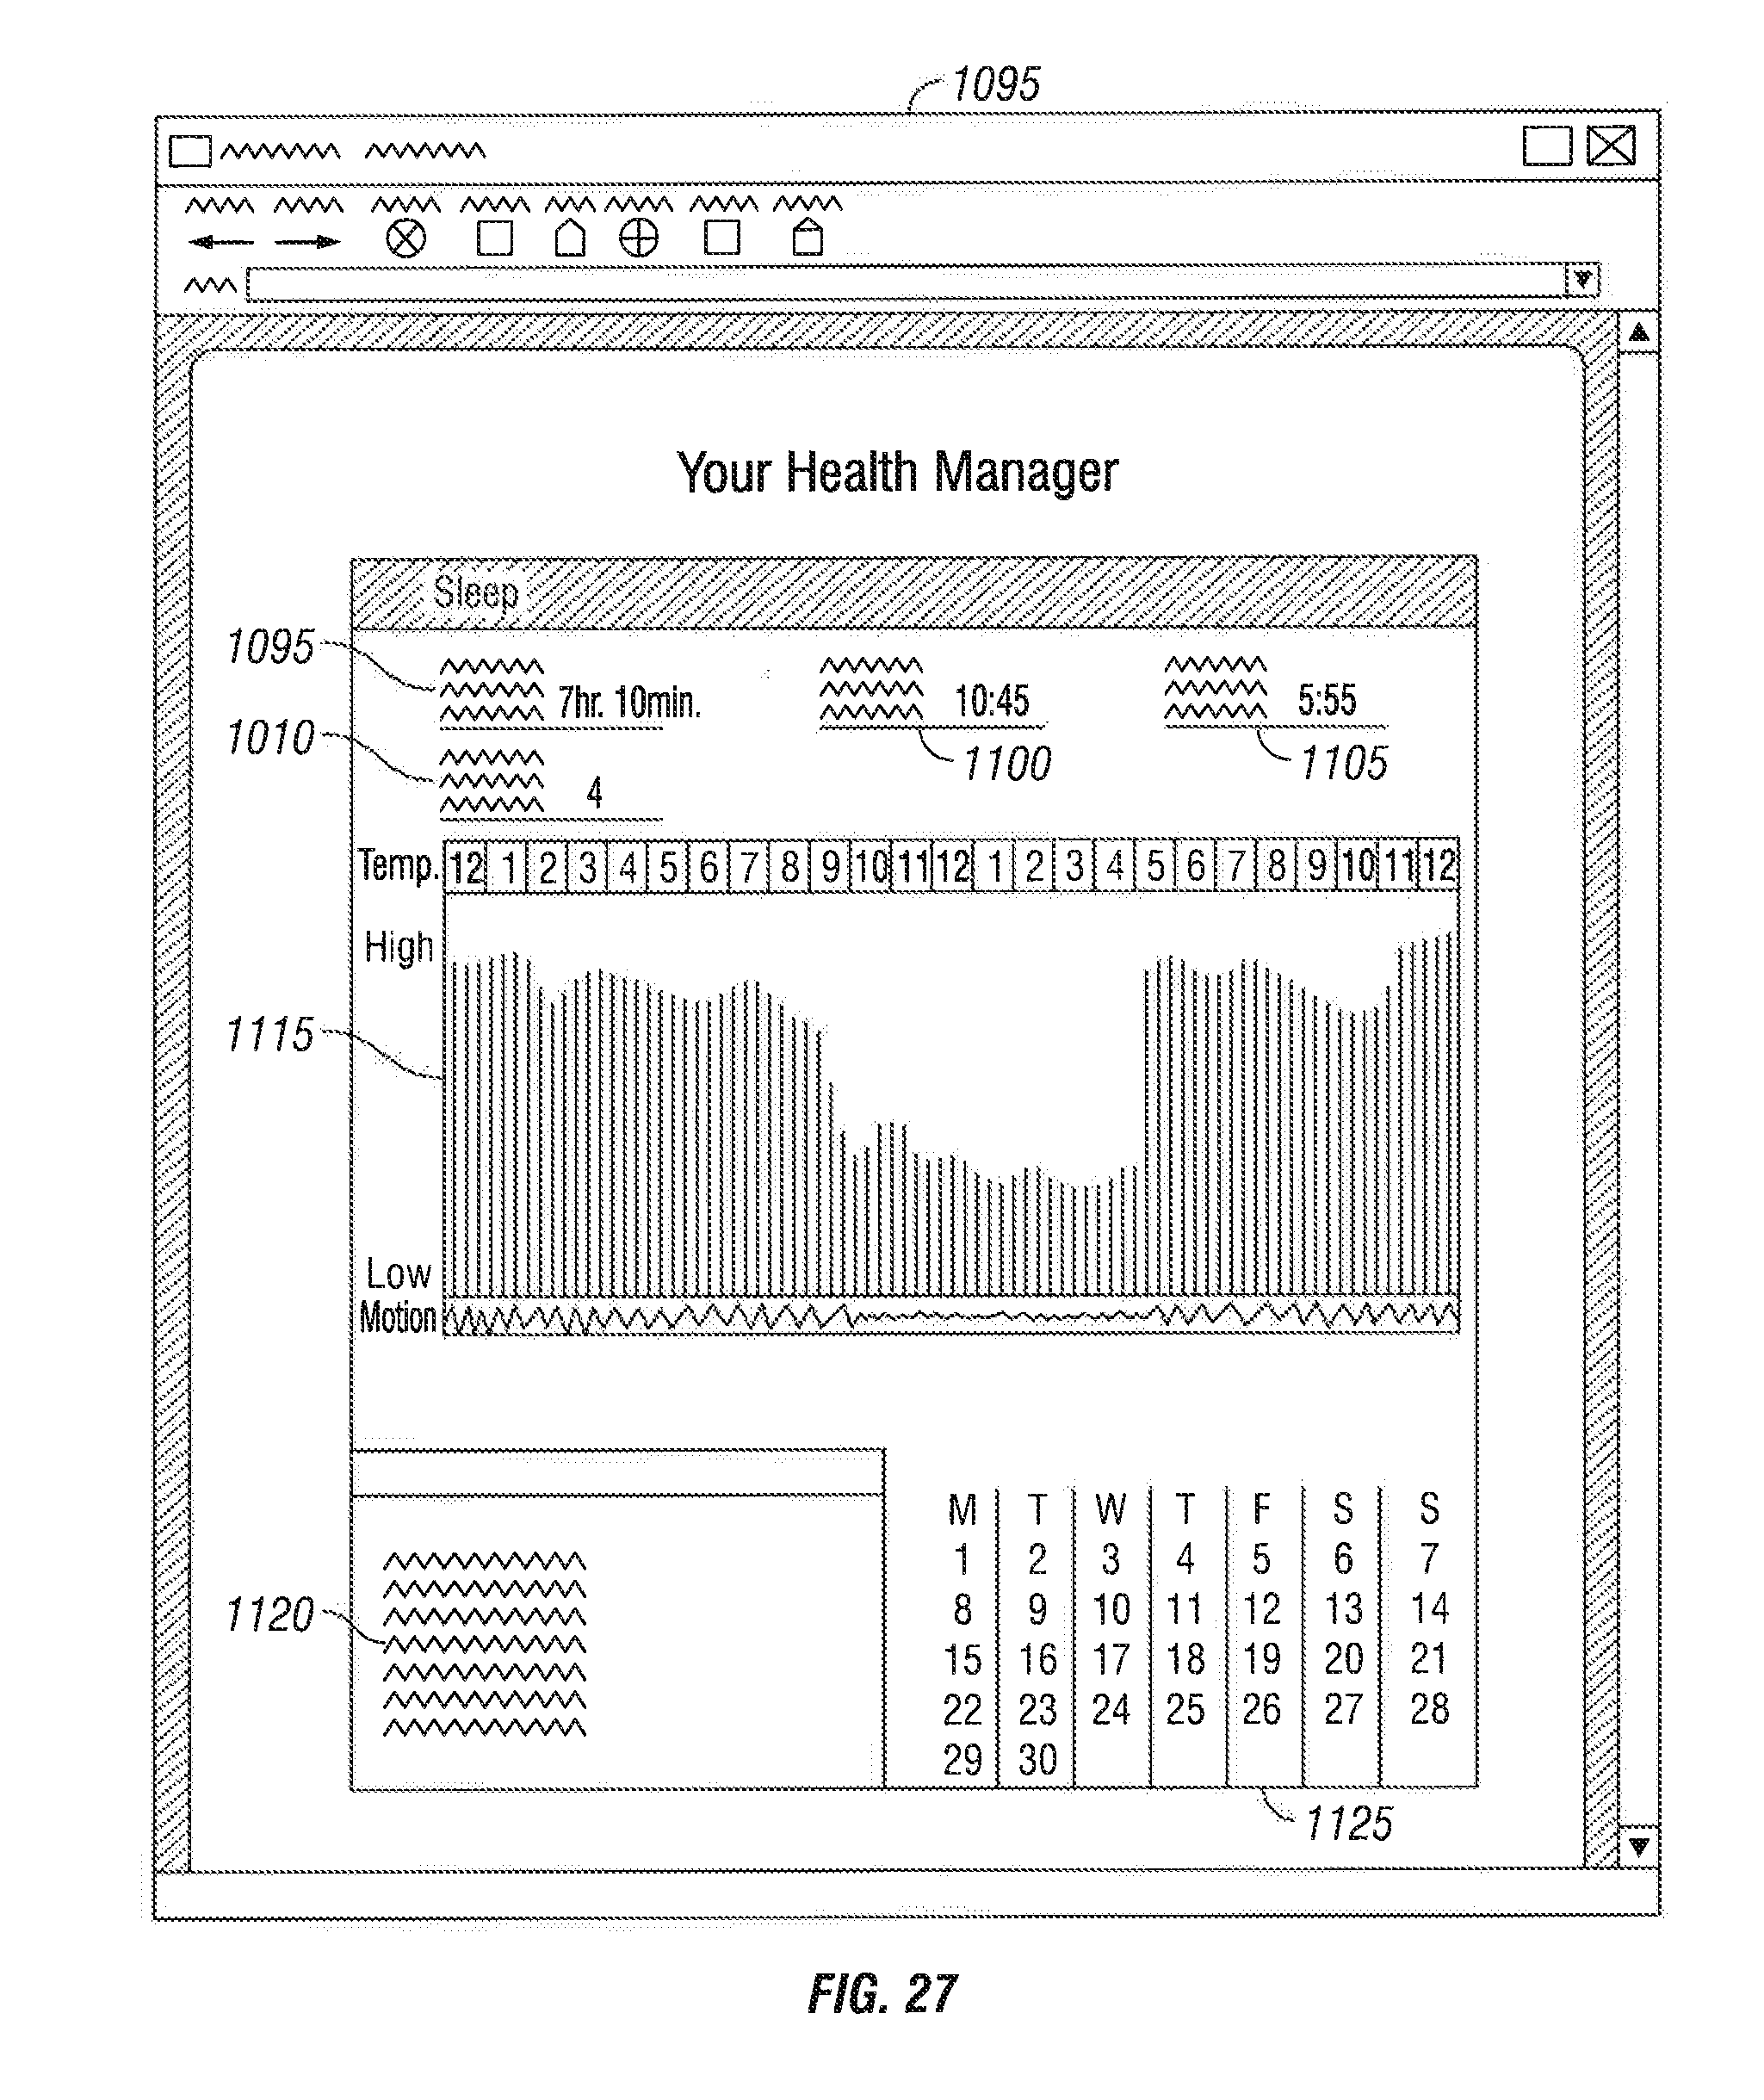 1095
Your Health Manager
Sleep
1095
7hr. 10min.
10:45
5:55
1010
4
1100
1105
Temp. 12 1 2 3 4 5 6 7 8 9 10 11 12 1 2 3 4 5 6 7 8 9 10 11 12
High
1115
Low
Motion
M T W T F S S
1 2 3 4 5 6 7
8 9 10 11 12 13 14
1120
15 16 17 18 19 20 21
22 23 24 25 26 27 28
29 30
1125
FIG. 27